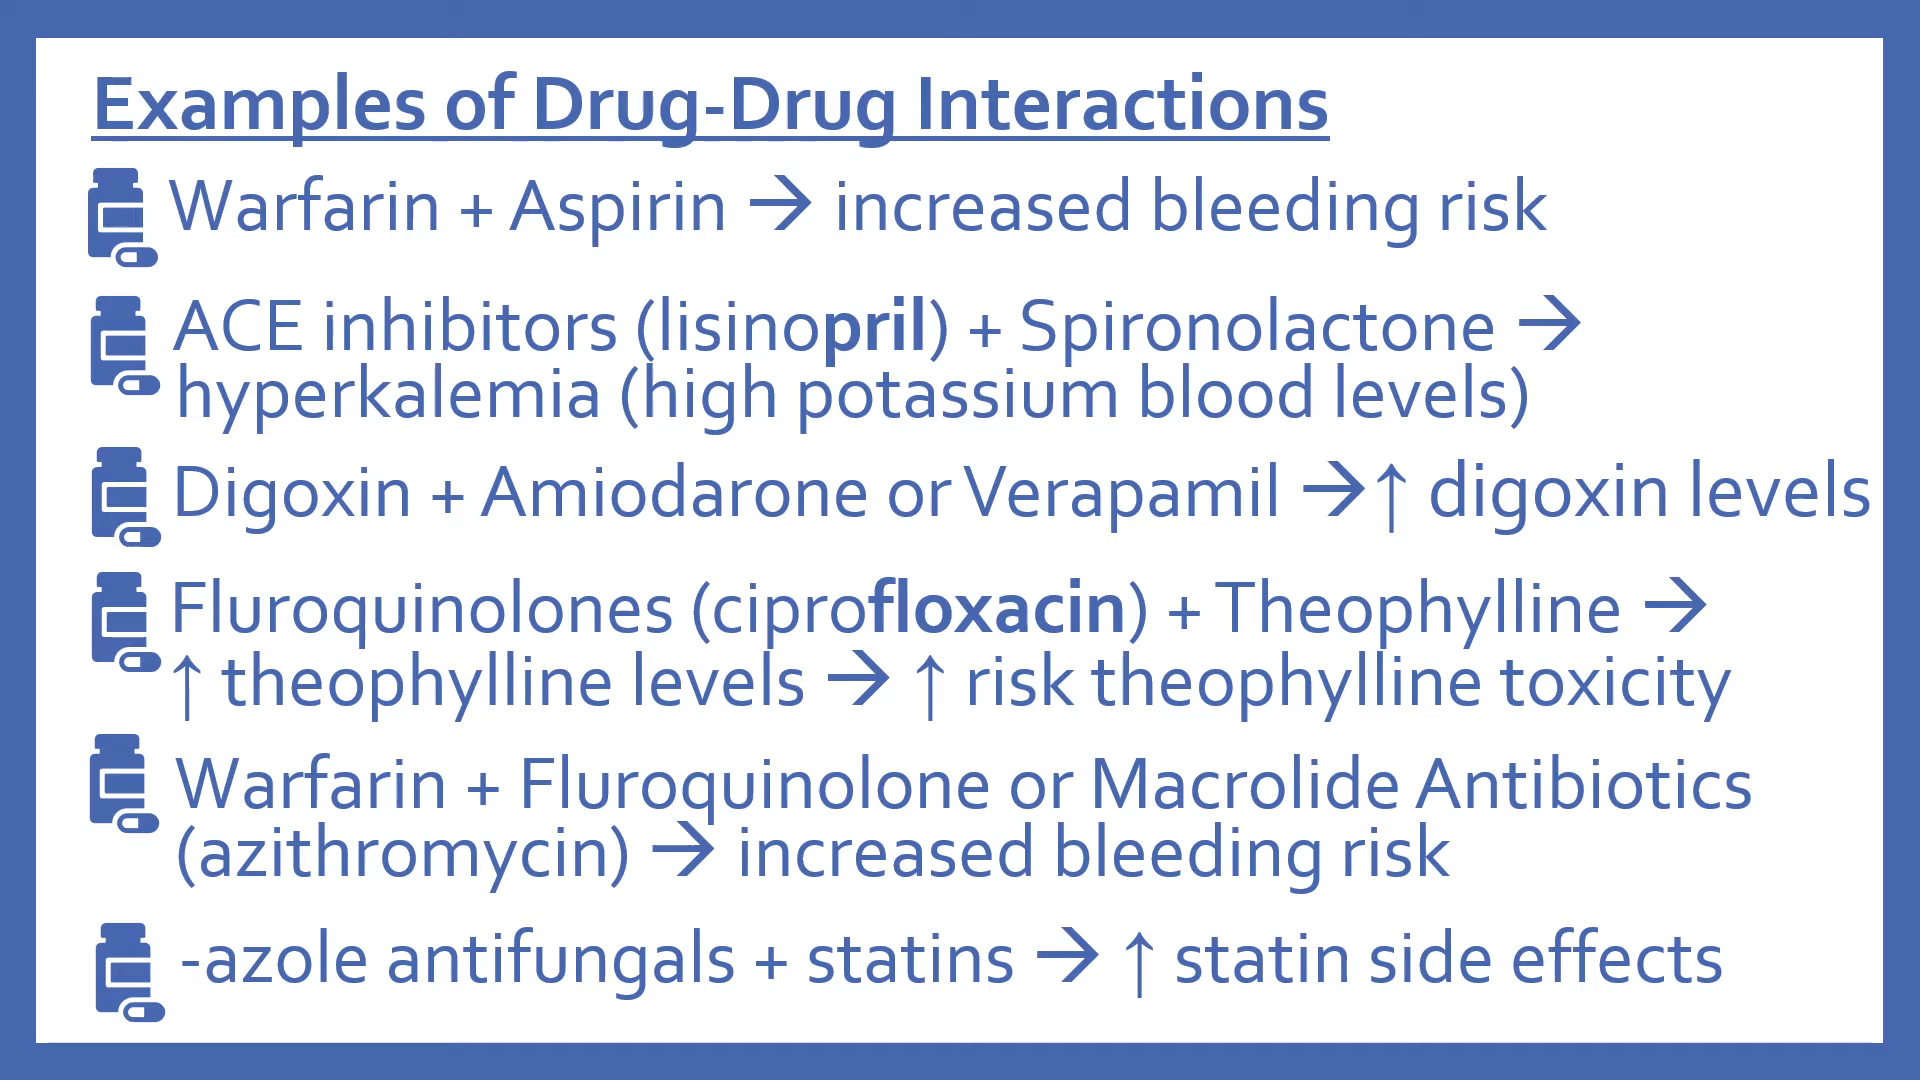 Examples of Drug-Drug Interactions
Warfarin + Aspirin → increased bleeding risk
ACE inhibitors (lisinopril) + Spironolactone →
hyperkalemia (high potassium blood levels)
Digoxin + Amiodarone or Verapamil →↑ digoxin levels
Fluroquinolones (ciprofloxacin) + Theophylline →
↑ theophylline levels → ↑ risk theophylline toxicity
Warfarin + Fluroquinolone or Macrolide Antibiotics
(azithromycin) → increased bleeding risk
-azole antifungals + statins → ↑ statin side effects